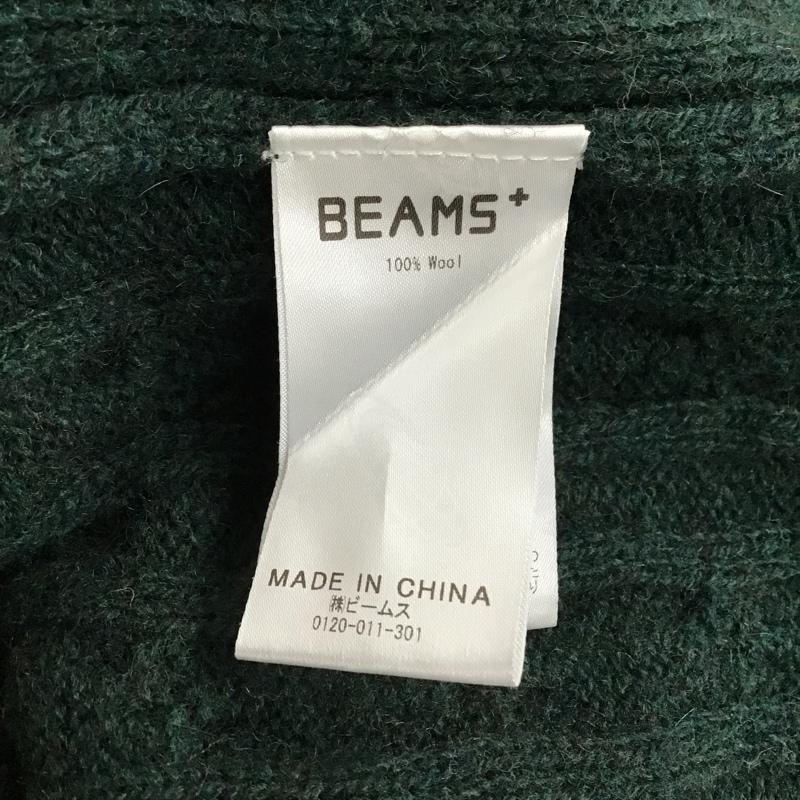 BEAMS+
100% Wool
MADE IN CHINA
㈱ビームス
0120-011-301